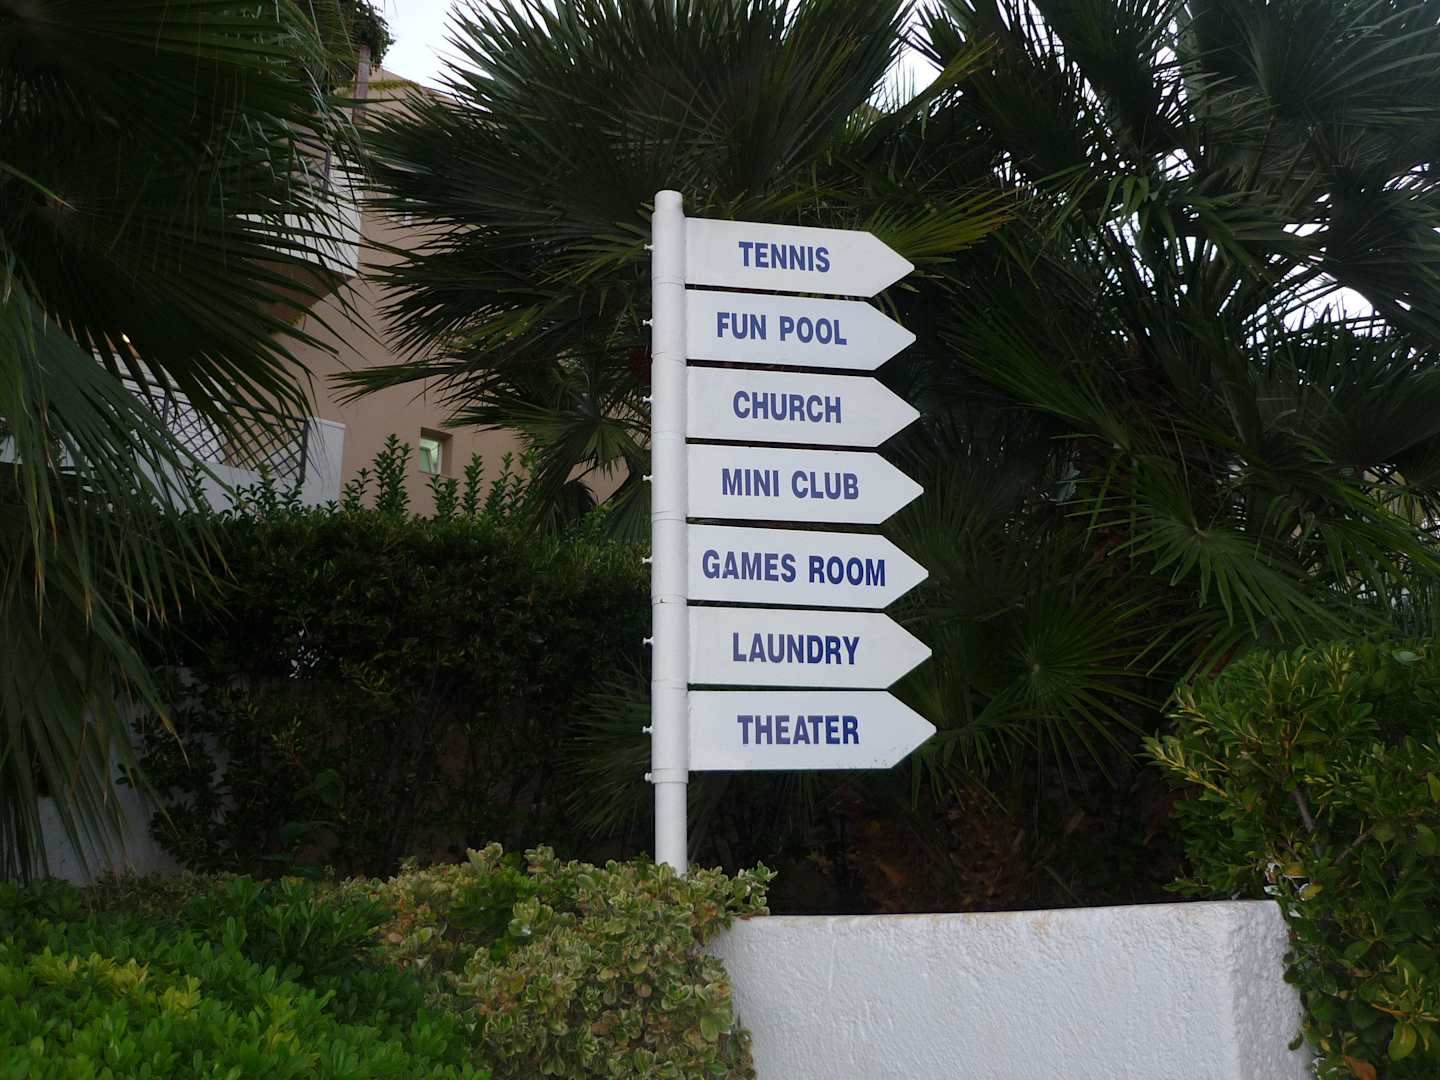 TENNIS
FUN POOL
CHURCH
MINI CLUB
GAMES ROOM
LAUNDRY
THEATER